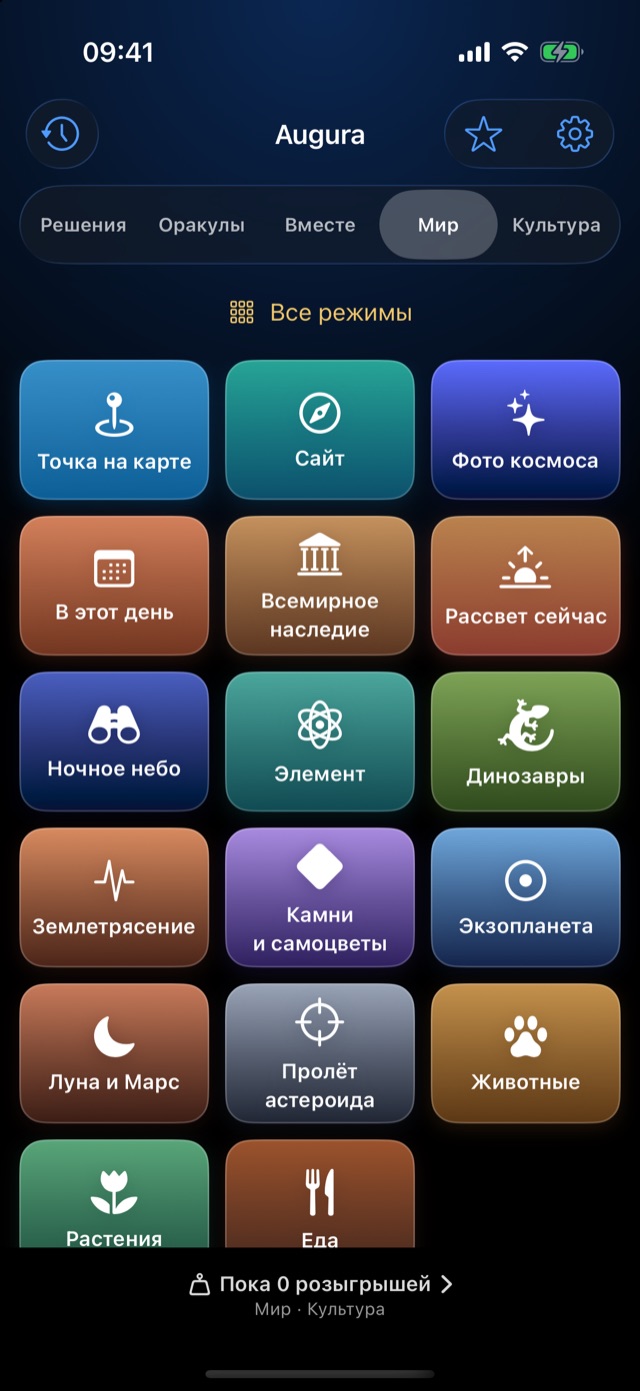 09:41
Augura
Решения
Оракулы
Вместе
Мир
Культура
Все режимы
Точка на карте
Сайт
Фото космоса
В этот день
Всемирное
наследие
Рассвет сейчас
Ночное небо
Элемент
Динозавры
Землетрясение
Камни
и самоцветы
Экзопланета
Луна и Марс
Пролёт
астероида
Животные
Растения
Еда
Пока 0 розыгрышей
Мир · Культура